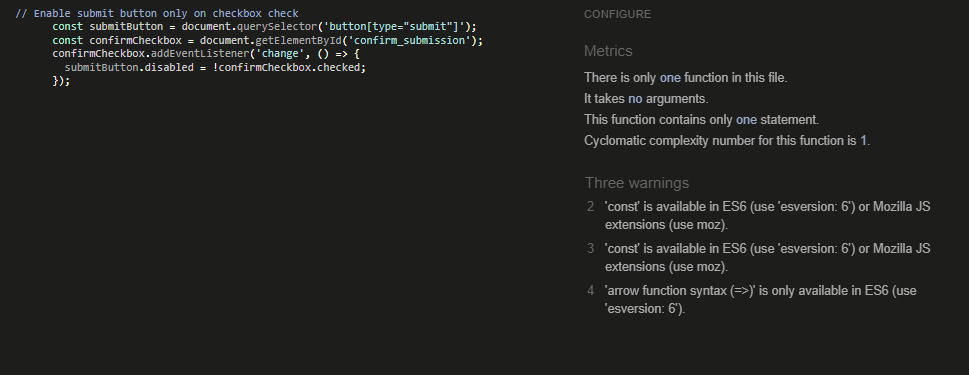 // Enable submit button only on checkbox check
const submitButton = document.querySelector('button[type="submit"]');
const confirmCheckbox = document.getElementById('confirm_submission');
confirmCheckbox.addEventListener('change', () => {
submitButton.disabled = !confirmCheckbox.checked;
});
CONFIGURE
Metrics
There is only one function in this file.
It takes no arguments.
This function contains only one statement.
Cyclomatic complexity number for this function is 1.
Three warnings
2 'const' is available in ES6 (use 'esversion: 6') or Mozilla JS
extensions (use moz).
3 'const' is available in ES6 (use 'esversion: 6') or Mozilla JS
extensions (use moz).
4 'arrow function syntax (=>)' is only available in ES6 (use
'esversion: 6').